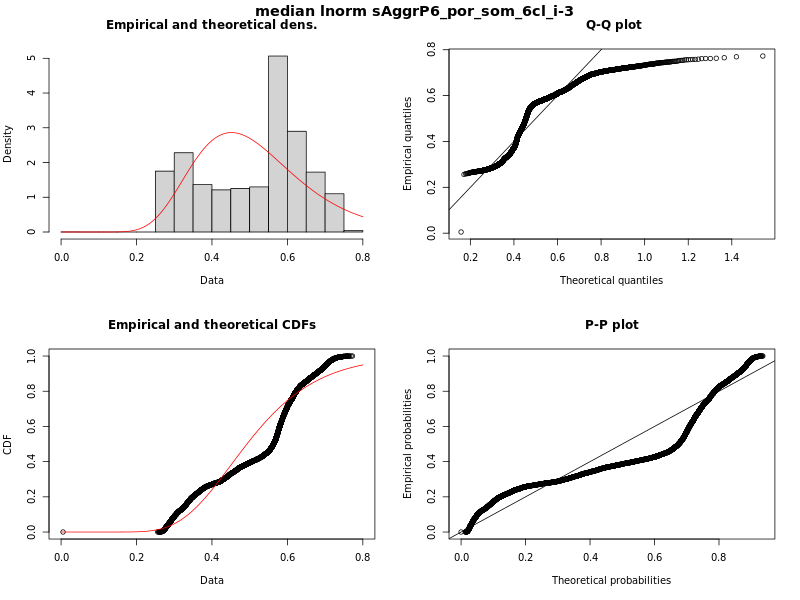 median lnorm sAggrP6_por_som_6cl_i-3
Empirical and theoretical dens.
Density
0 1 2 3 4 5
0.0 0.2 0.4 0.6 0.8
Data
Q-Q plot
Empirical quantiles
0.0 0.2 0.4 0.6 0.8
0.2 0.4 0.6 0.8 1.0 1.2 1.4
Theoretical quantiles
Empirical and theoretical CDFs
CDF
0.0 0.2 0.4 0.6 0.8 1.0
0.0 0.2 0.4 0.6 0.8
Data
P-P plot
Empirical probabilities
0.0 0.2 0.4 0.6 0.8 1.0
0.0 0.2 0.4 0.6 0.8
Theoretical probabilities